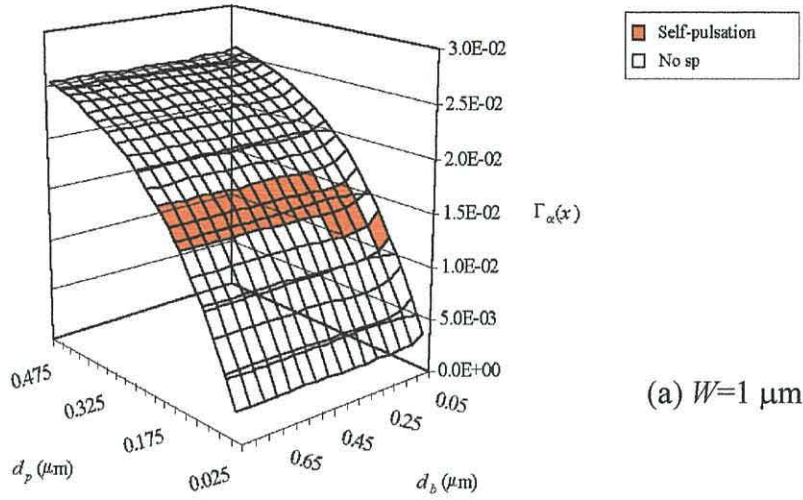 Self-pulsation
No sp
3.0E-02
2.5E-02
2.0E-02
1.5E-02
1.0E-02
5.0E-03
0.0E+00
Γα(x)
0.475
0.325
0.175
0.025
dp (μm)
0.65
0.45
0.25
0.05
db (μm)
(a) W=1 μm